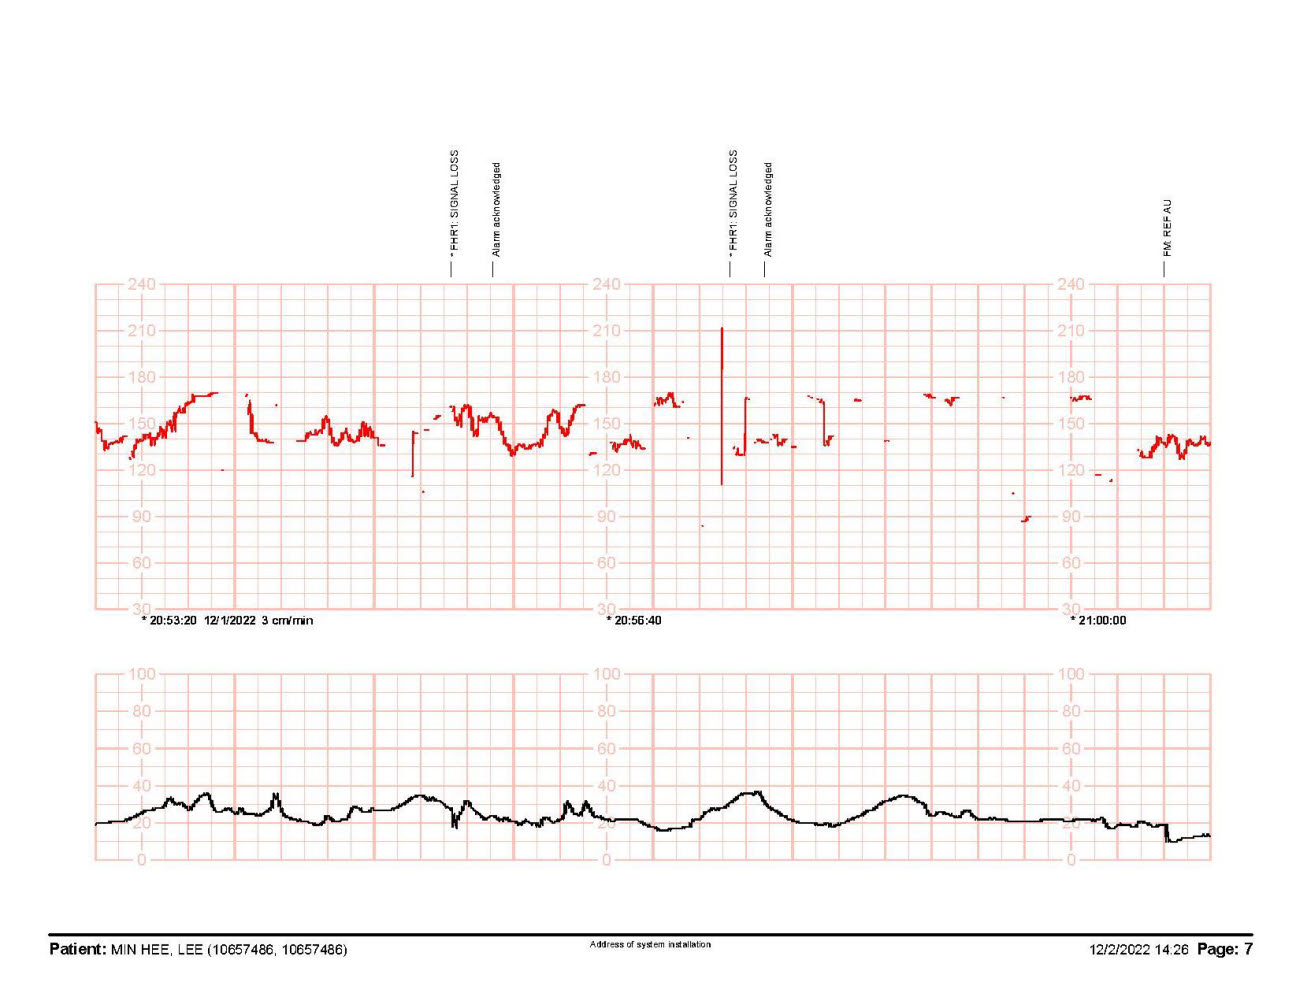 * FHR1: SIGNAL LOSS
Alarm acknowledged
* FHR1: SIGNAL LOSS
Alarm acknowledged
FM: REF AU
240 240 240
210 210 210
180 180 180
150 150 150
120 120 120
90 90 90
60 60 60
30 30 30
* 20:53:20 12/1/2022 3 cm/min * 20:56:40 * 21:00:00
100 100 100
80 80 80
60 60 60
40 40 40
20 20 20
0 0 0
Patient: MIN HEE, LEE (10657486, 10657486) Address of system installation 12/2/2022 14:26 Page: 7